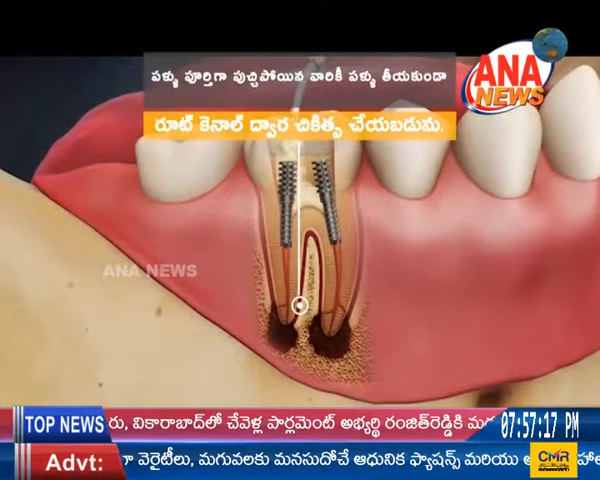 పళ్ళు పూర్తిగా పుచ్చిపోయిన వారికీ పళ్ళు తీయకుండా
రూట్ కెనాల్ ద్వార చికిత్స చేయబడును.
ANA
NEWS
ANA NEWS
TOP NEWS
రు, వికారాబాద్‌లో చేవెళ్ల పార్లమెంట్ అభ్యర్థి రంజిత్‌రెడ్డికి
07:57:17 PM
Advt:
వెరైటీలు, మగువలకు మనసుదోచే ఆధునిక ఫ్యాషన్స్ మరియు
CMR